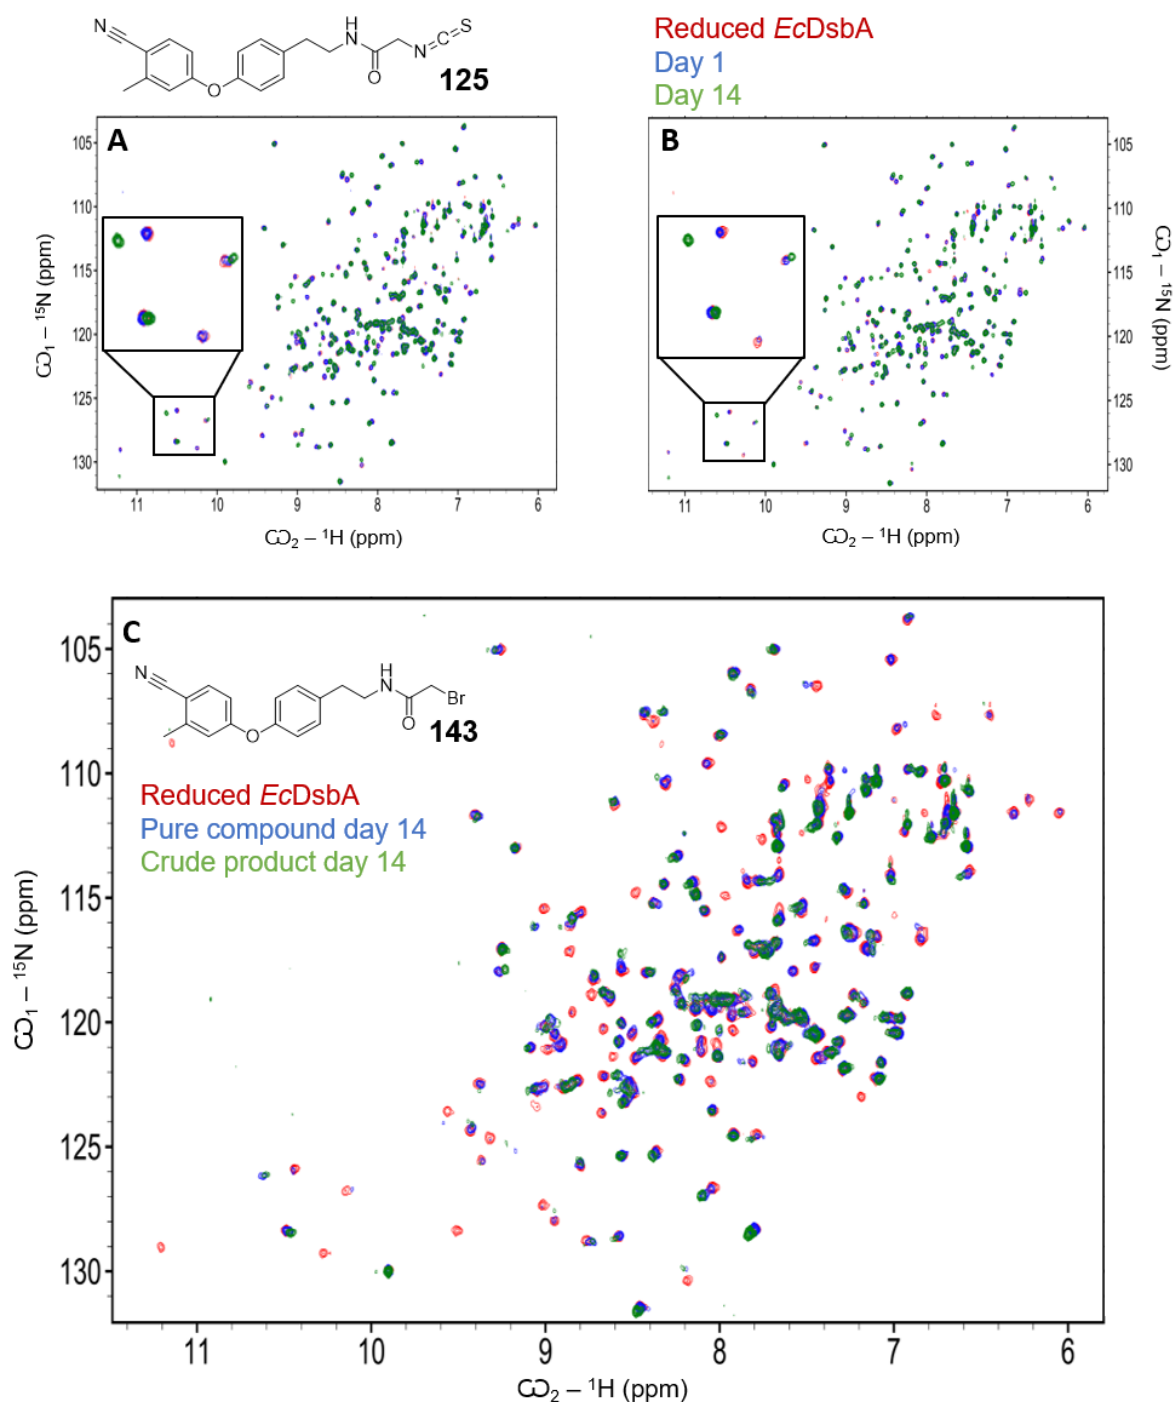 N
H
N
O
O
N
C
S
125
Reduced EcDsbA
Day 1
Day 14
A
105
110
115
120
125
130
11 10 9 8 7 6
ω1 – 15N (ppm)
ω2 – 1H (ppm)
B
105
110
115
120
125
130
11 10 9 8 7 6
ω1 – 15N (ppm)
ω2 – 1H (ppm)
C
N
H
N
O
O
Br
143
Reduced EcDsbA
Pure compound day 14
Crude product day 14
105
110
115
120
125
130
11 10 9 8 7 6
ω1 – 15N (ppm)
ω2 – 1H (ppm)